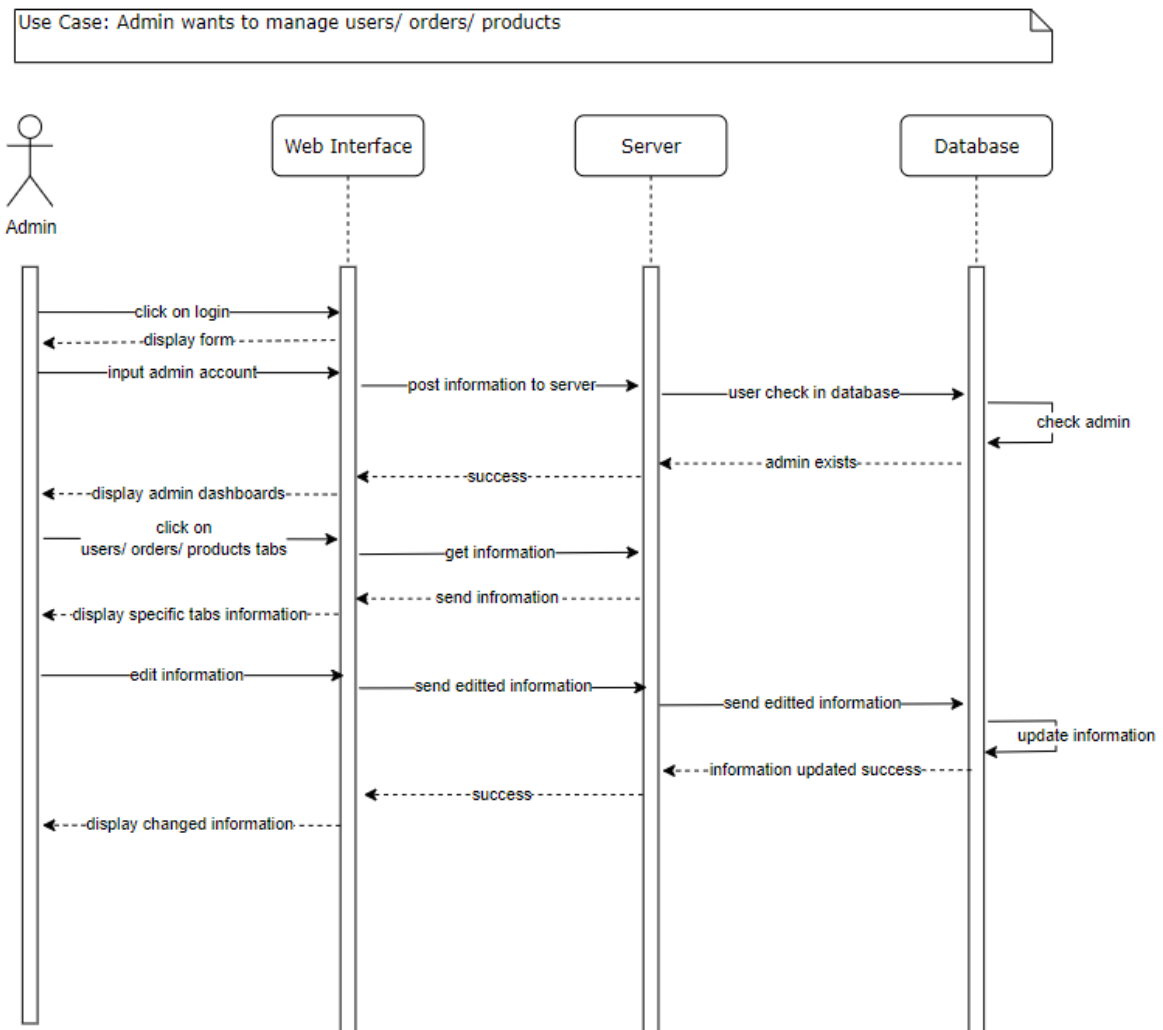 Use Case: Admin wants to manage users/ orders/ products
Web Interface
Server
Database
Admin
click on login
display form
input admin account
post information to server
user check in database
check admin
admin exists
success
display admin dashboards
click on
users/ orders/ products tabs
get information
send infromation
display specific tabs information
edit information
send editted information
send editted information
update information
information updated success
success
display changed information